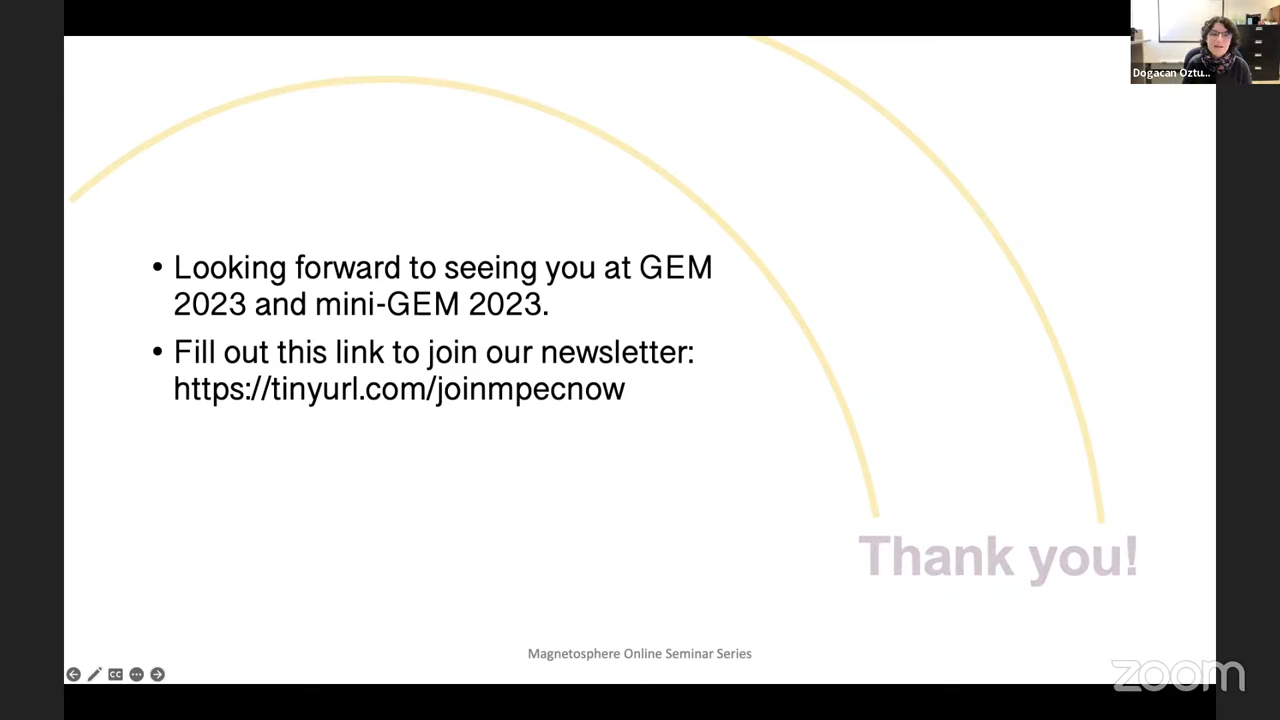 Dogacan Oztu...
• Looking forward to seeing you at GEM
2023 and mini-GEM 2023.
• Fill out this link to join our newsletter:
https://tinyurl.com/joinmpecnow
Thank you!
Magnetosphere Online Seminar Series
CC
zoom